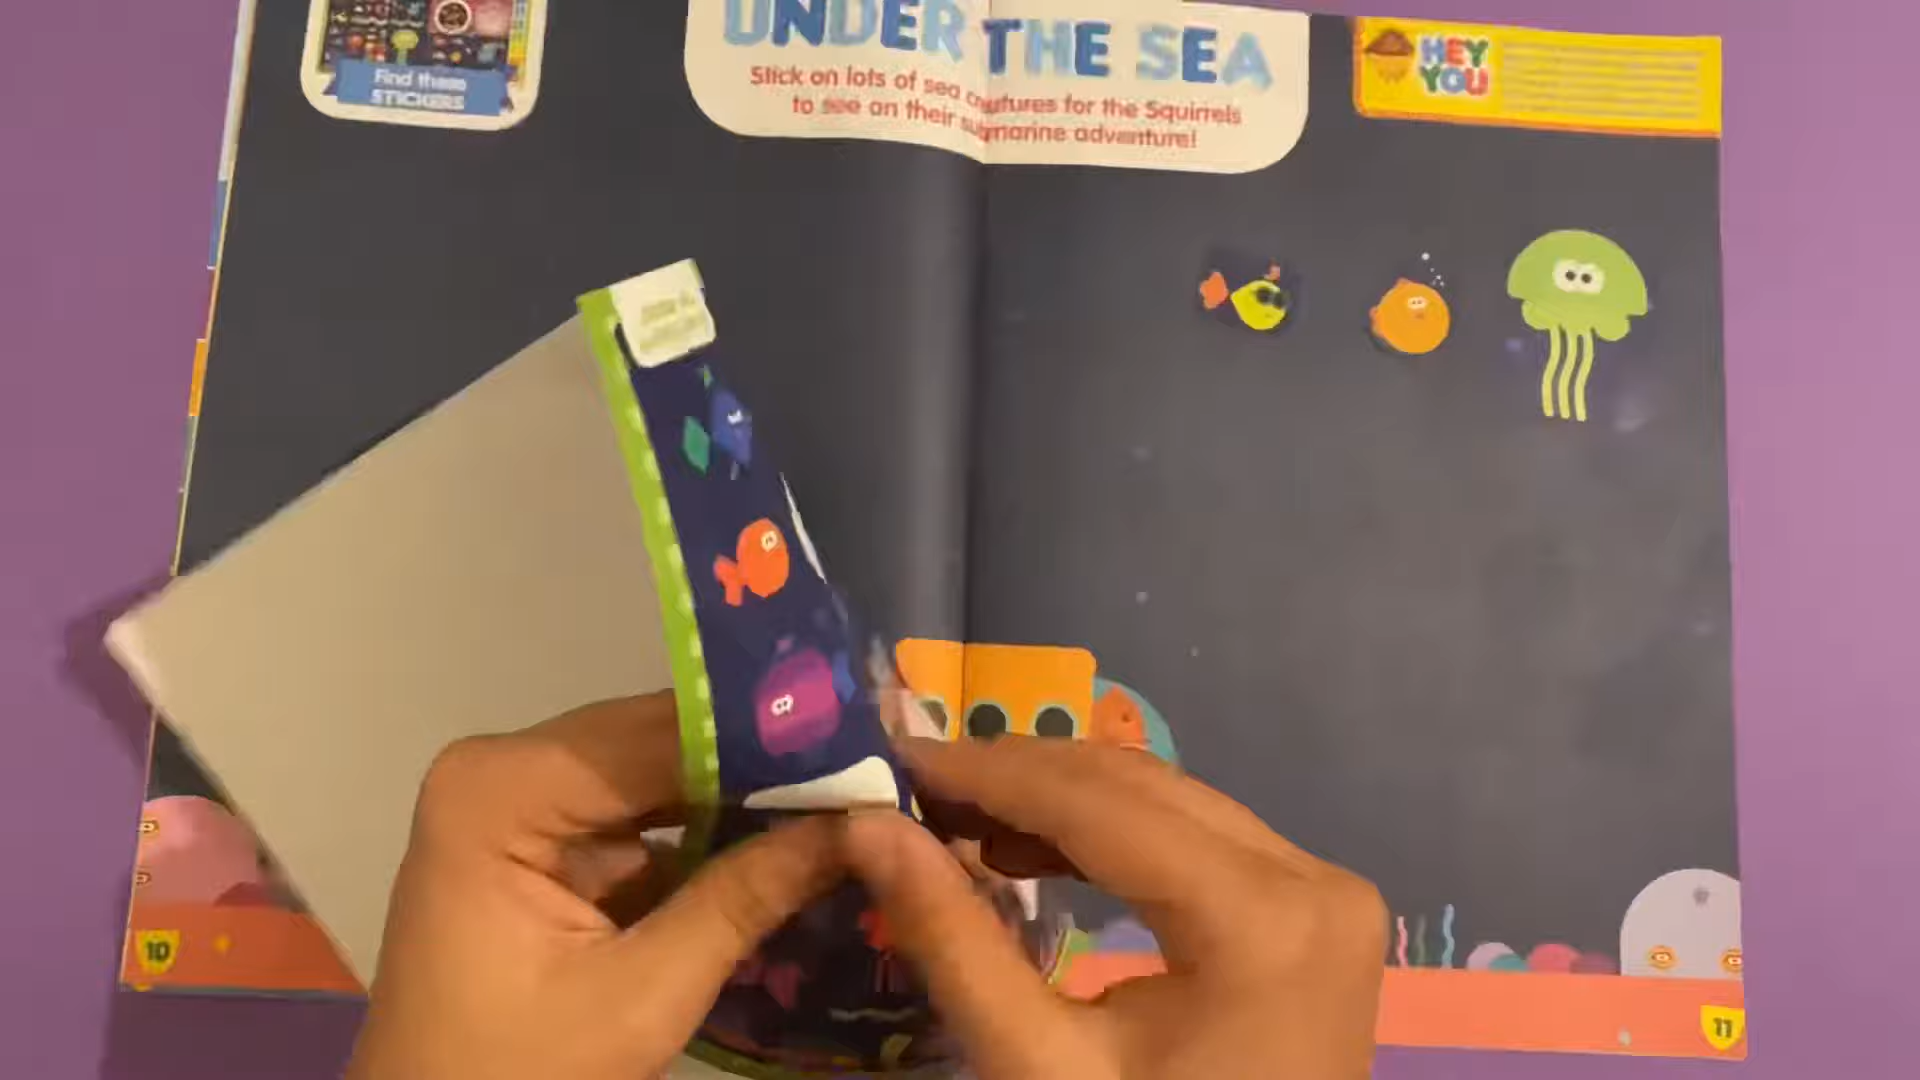 UNDER THE SEA
Stick on lots of sea creatures for the Squirrels
to see on their submarine adventure!
Find these
STICKERS
HEY
YOU
10
11